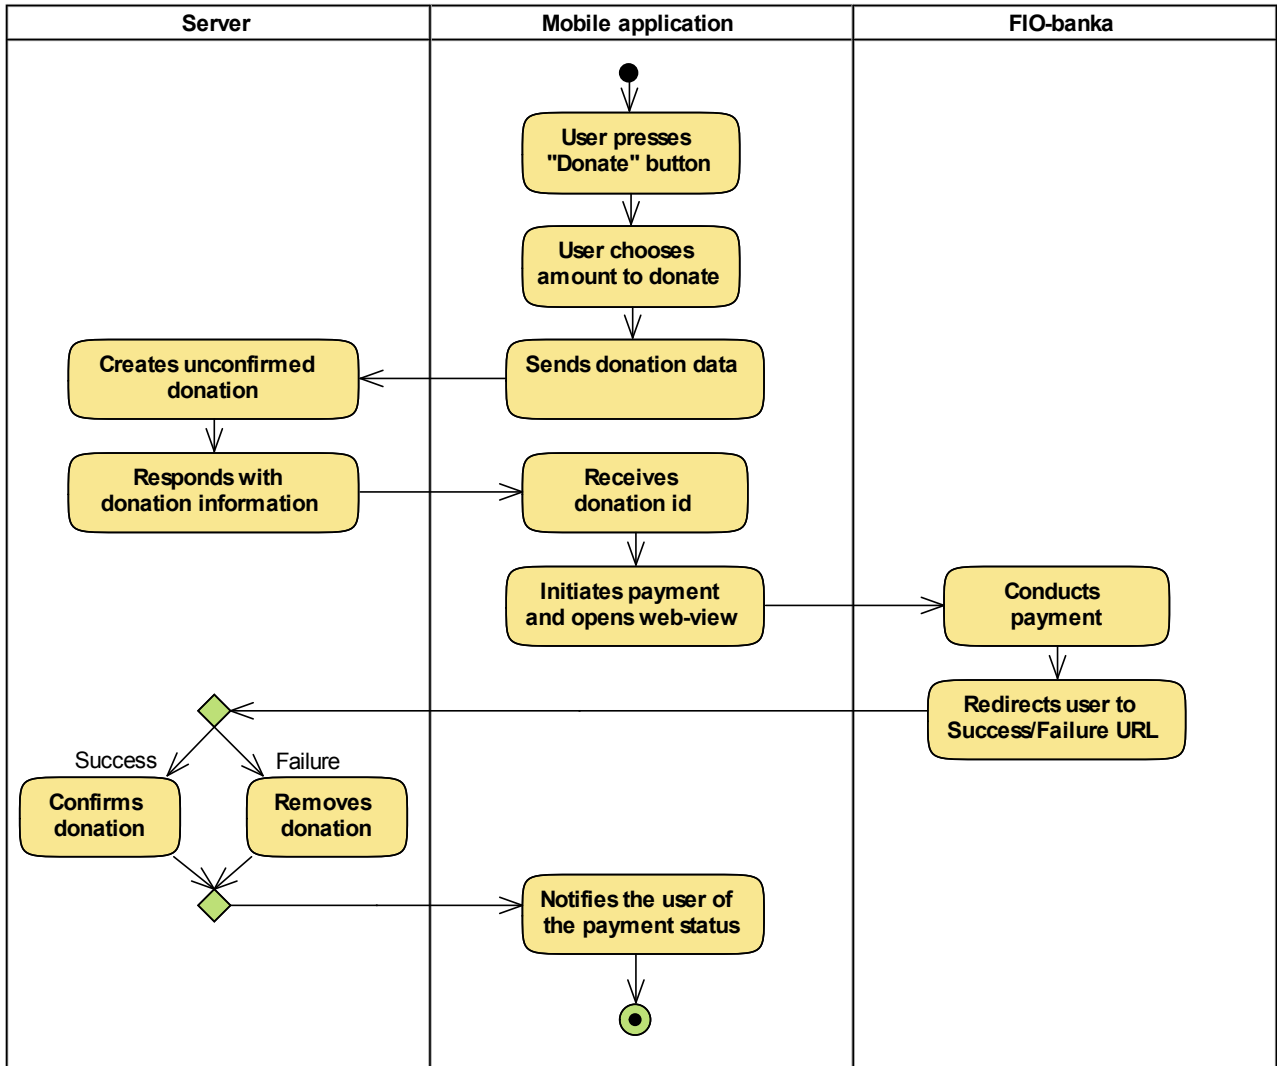 Server
Mobile application
FIO-banka
User presses
"Donate" button
User chooses
amount to donate
Sends donation data
Creates unconfirmed
donation
Responds with
donation information
Receives
donation id
Initiates payment
and opens web-view
Conducts
payment
Redirects user to
Success/Failure URL
Success
Failure
Confirms
donation
Removes
donation
Notifies the user of
the payment status